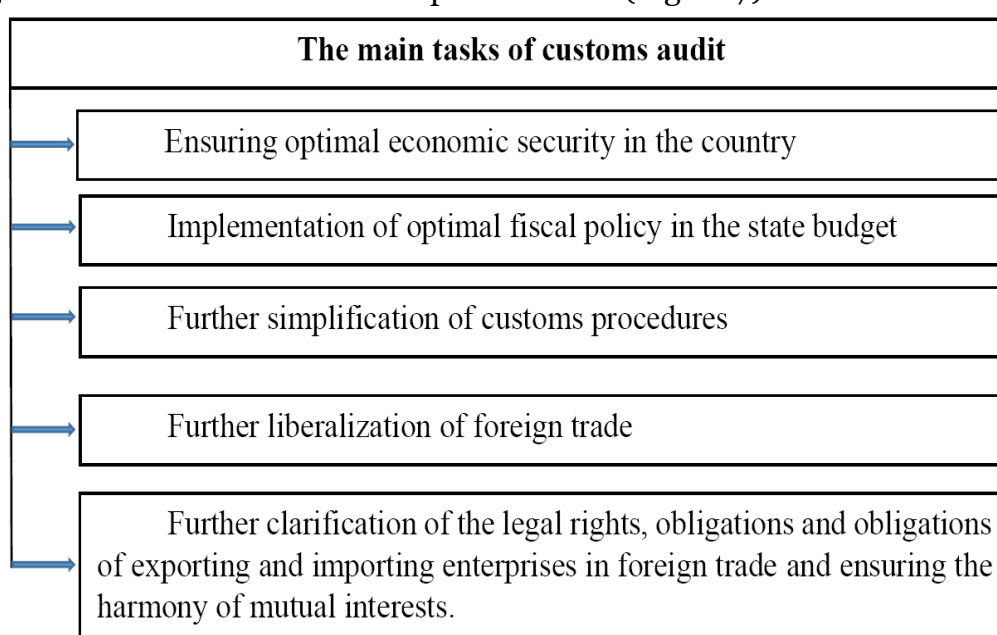 The main tasks of customs audit
Ensuring optimal economic security in the country
Implementation of optimal fiscal policy in the state budget
Further simplification of customs procedures
Further liberalization of foreign trade
Further clarification of the legal rights, obligations and obligations
of exporting and importing enterprises in foreign trade and ensuring the
harmony of mutual interests.